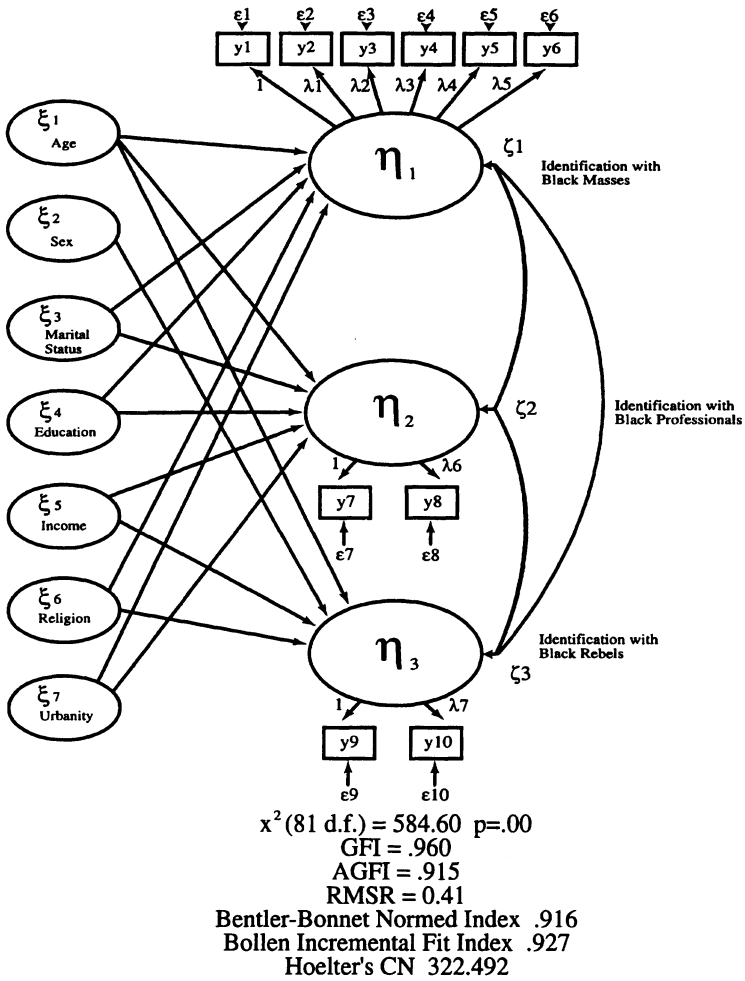 ε1 ε2 ε3 ε4 ε5 ε6
y1 y2 y3 y4 y5 y6
1 λ1 λ2 λ3 λ4 λ5
ξ1
Age
η1
ζ1
Identification with
Black Masses
ξ2
Sex
ξ3
Marital
Status
ξ4
Education
η2
ζ2
Identification with
Black Professionals
1 λ6
y7 y8
ε7 ε8
ξ5
Income
ξ6
Religion
η3
ζ3
Identification with
Black Rebels
ξ7
Urbanity
1 λ7
y9 y10
ε9 ε10
x² (81 d.f.) = 584.60 p=.00
GFI = .960
AGFI = .915
RMSR = 0.41
Bentler-Bonnet Normed Index .916
Bollen Incremental Fit Index .927
Hoelter's CN 322.492